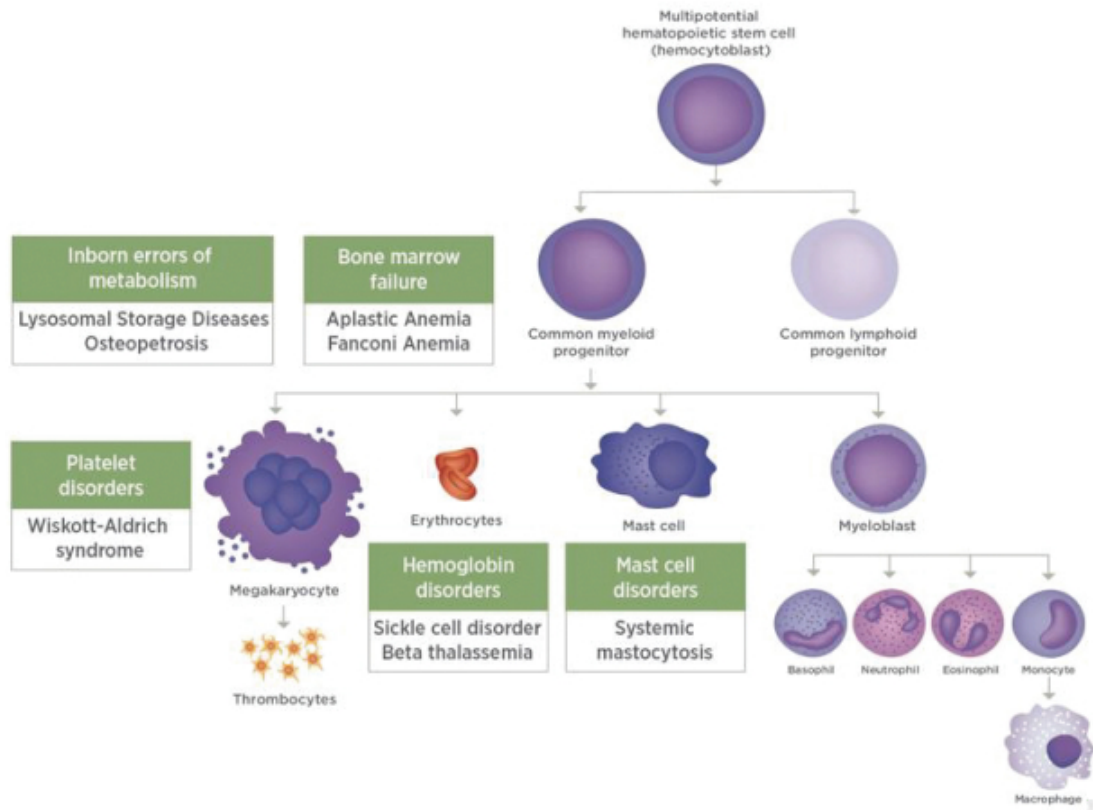 Multipotential
hematopoietic stem cell
(hemocytoblast)
Inborn errors of
metabolism
Lysosomal Storage Diseases
Osteopetrosis
Bone marrow
failure
Aplastic Anemia
Fanconi Anemia
Common myeloid
progenitor
Common lymphoid
progenitor
Platelet
disorders
Wiskott-Aldrich
syndrome
Megakaryocyte
Thrombocytes
Erythrocytes
Hemoglobin
disorders
Sickle cell disorder
Beta thalassemia
Mast cell
Mast cell
disorders
Systemic
mastocytosis
Myeloblast
Basophil
Neutrophil
Eosinophil
Monocyte
Macrophage